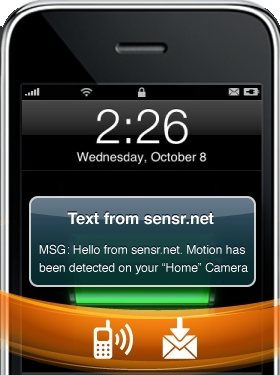 2:26
Wednesday, October 8
Text from sensr.net
MSG: Hello from sensr.net. Motion has
been detected on your “Home” Camera